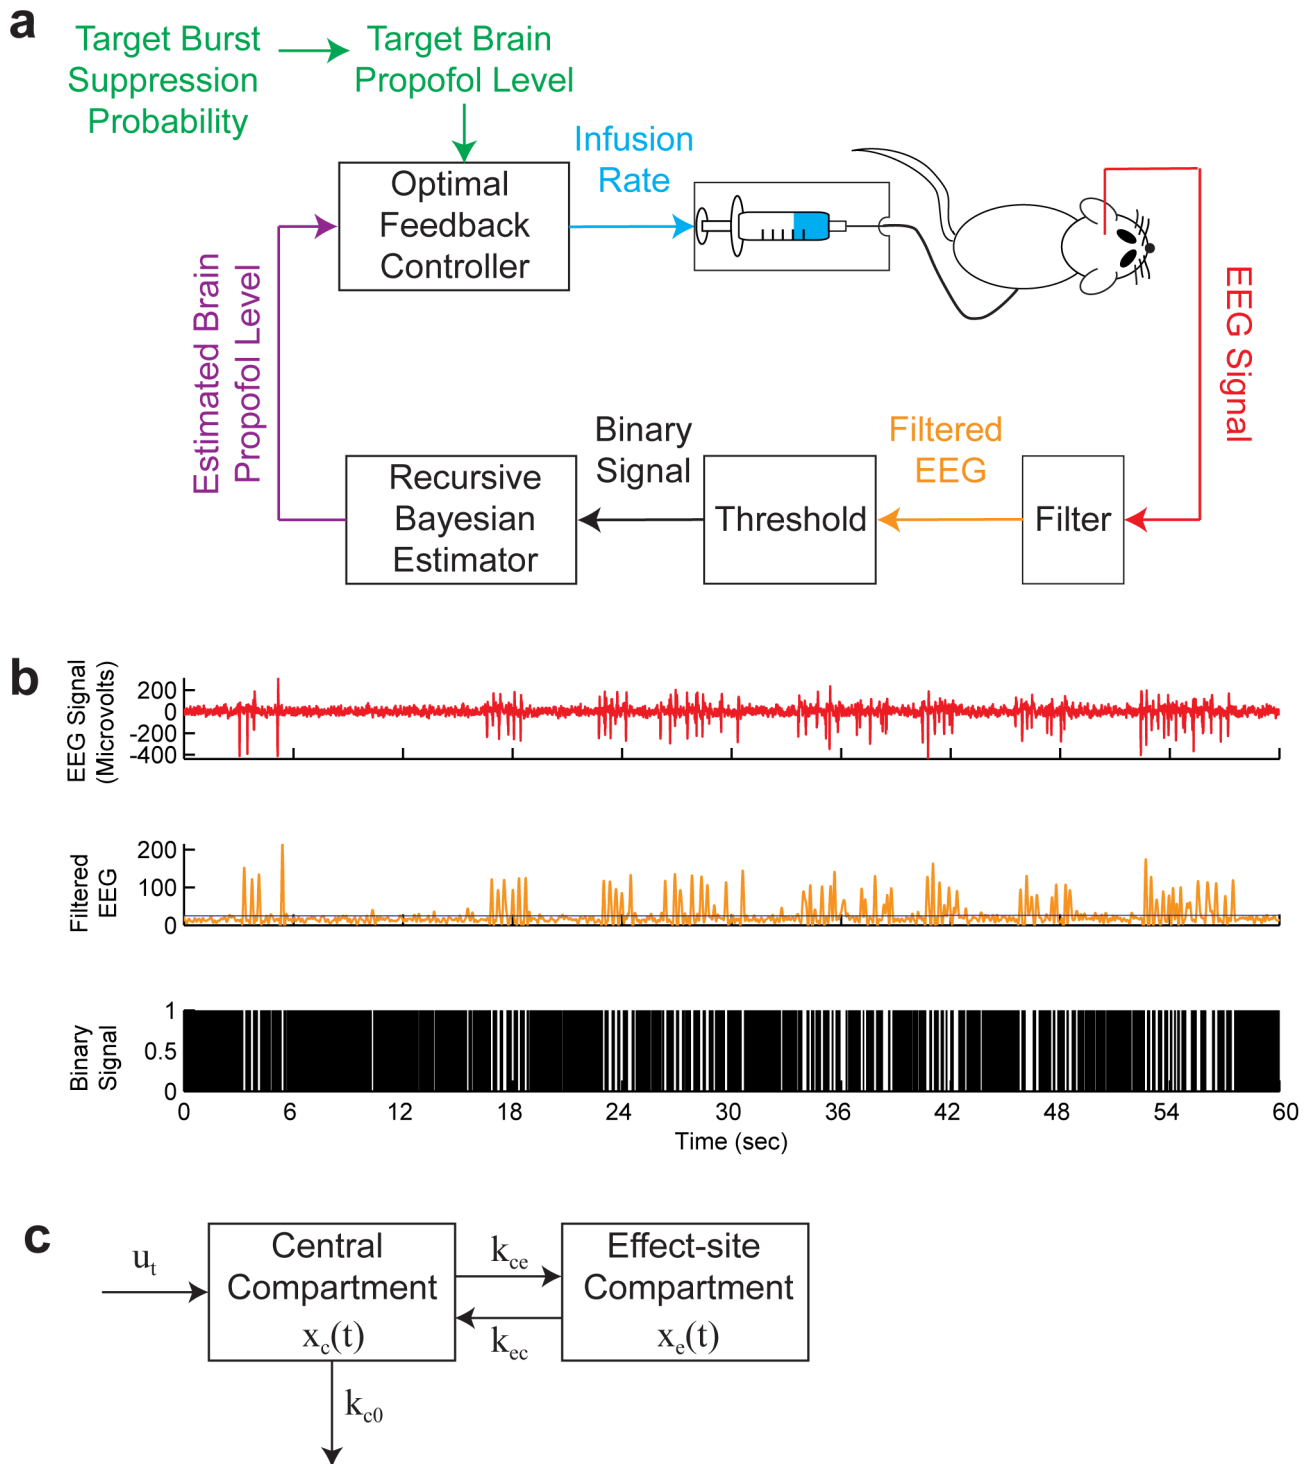 a
Target Burst
Suppression
Probability
Target Brain
Propofol Level
Infusion
Rate
Optimal
Feedback
Controller
Estimated Brain
Propofol Level
EEG Signal
Binary
Signal
Filtered
EEG
Recursive
Bayesian
Estimator
Threshold
Filter
b
EEG Signal
(Microvolts)
200
0
-200
-400
Filtered
EEG
200
100
0
Binary
Signal
1
0.5
0
0 6 12 18 24 30 36 42 48 54 60
Time (sec)
c
u_t
Central
Compartment
x_c(t)
k_ce
k_ec
Effect-site
Compartment
x_e(t)
k_c0